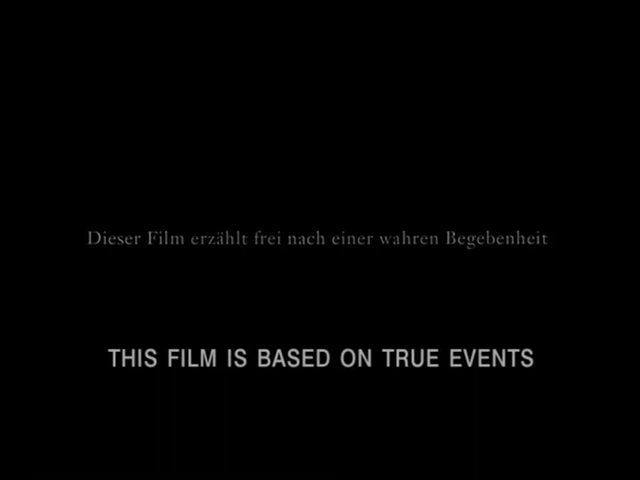 Dieser Film erzählt frei nach einer wahren Begebenheit
THIS FILM IS BASED ON TRUE EVENTS